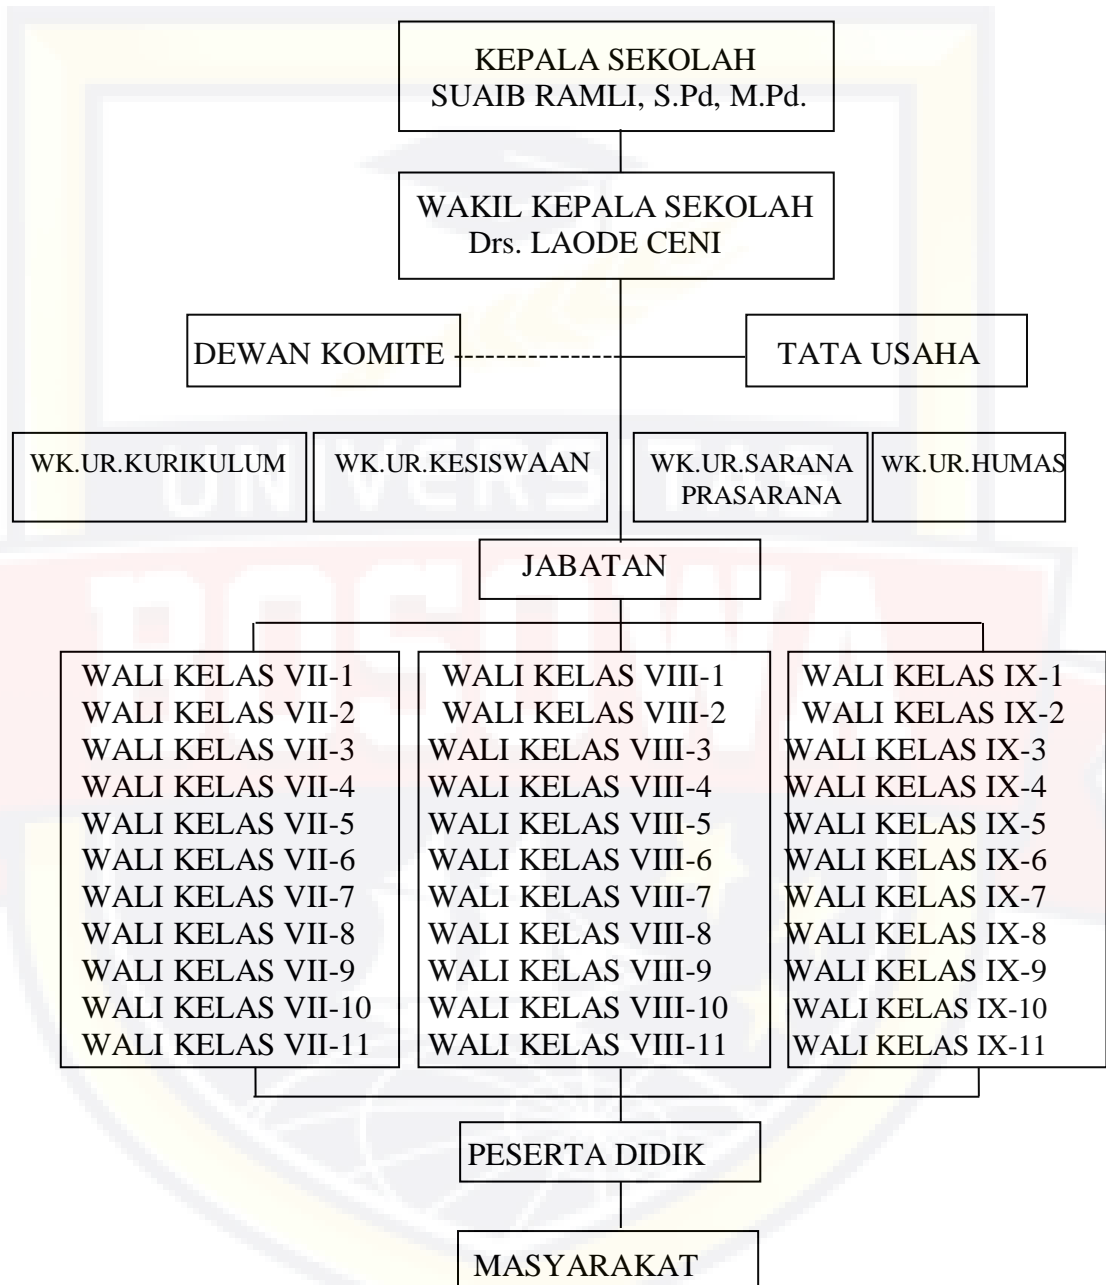 KEPALA SEKOLAH
SUAIB RAMLI, S.Pd, M.Pd.
WAKIL KEPALA SEKOLAH
Drs. LAODE CENI
DEWAN KOMITE
TATA USAHA
WK.UR.KURIKULUM
WK.UR.KESISWAAN
WK.UR.SARANA
PRASARANA
WK.UR.HUMAS
UNIVERSITAS
BOSOWA
JABATAN
WALI KELAS VII-1
WALI KELAS VII-2
WALI KELAS VII-3
WALI KELAS VII-4
WALI KELAS VII-5
WALI KELAS VII-6
WALI KELAS VII-7
WALI KELAS VII-8
WALI KELAS VII-9
WALI KELAS VII-10
WALI KELAS VII-11
WALI KELAS VIII-1
WALI KELAS VIII-2
WALI KELAS VIII-3
WALI KELAS VIII-4
WALI KELAS VIII-5
WALI KELAS VIII-6
WALI KELAS VIII-7
WALI KELAS VIII-8
WALI KELAS VIII-9
WALI KELAS VIII-10
WALI KELAS VIII-11
WALI KELAS IX-1
WALI KELAS IX-2
WALI KELAS IX-3
WALI KELAS IX-4
WALI KELAS IX-5
WALI KELAS IX-6
WALI KELAS IX-7
WALI KELAS IX-8
WALI KELAS IX-9
WALI KELAS IX-10
WALI KELAS IX-11
PESERTA DIDIK
MASYARAKAT